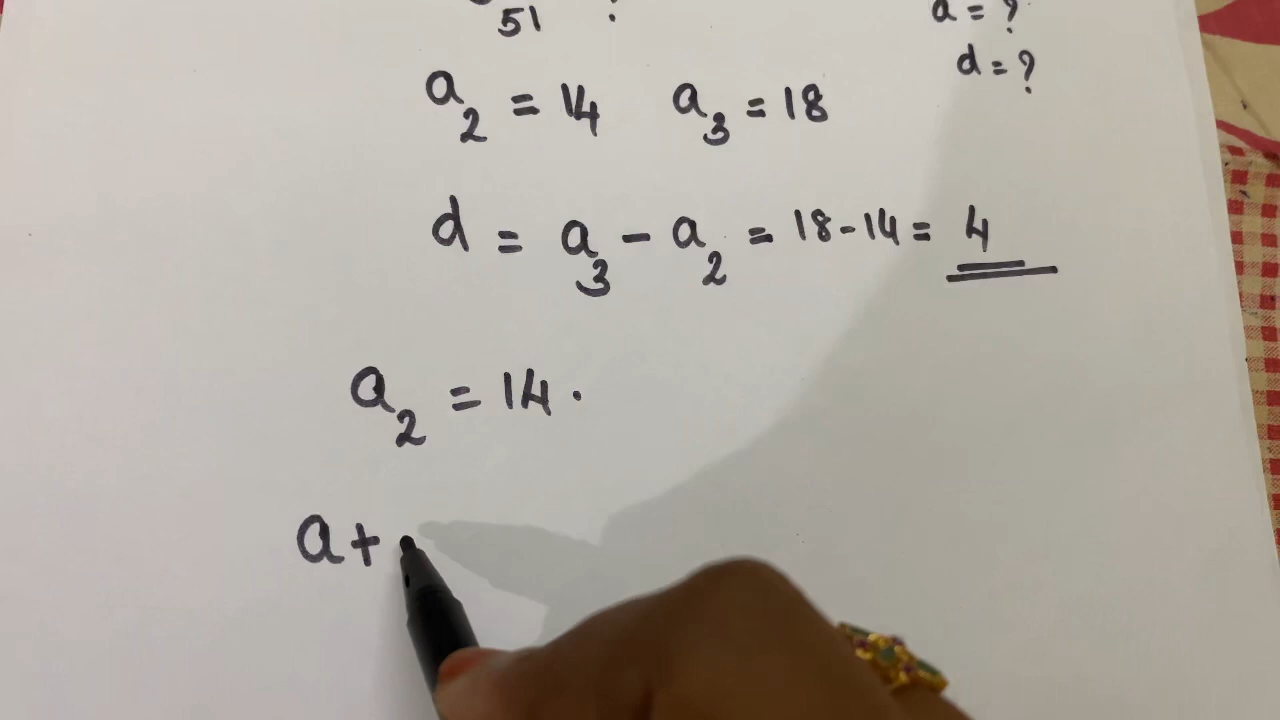 51 ?
a = ?
d = ?
a2 = 14 a3 = 18
d = a3 - a2 = 18-14 = 4
a2 = 14.
a+